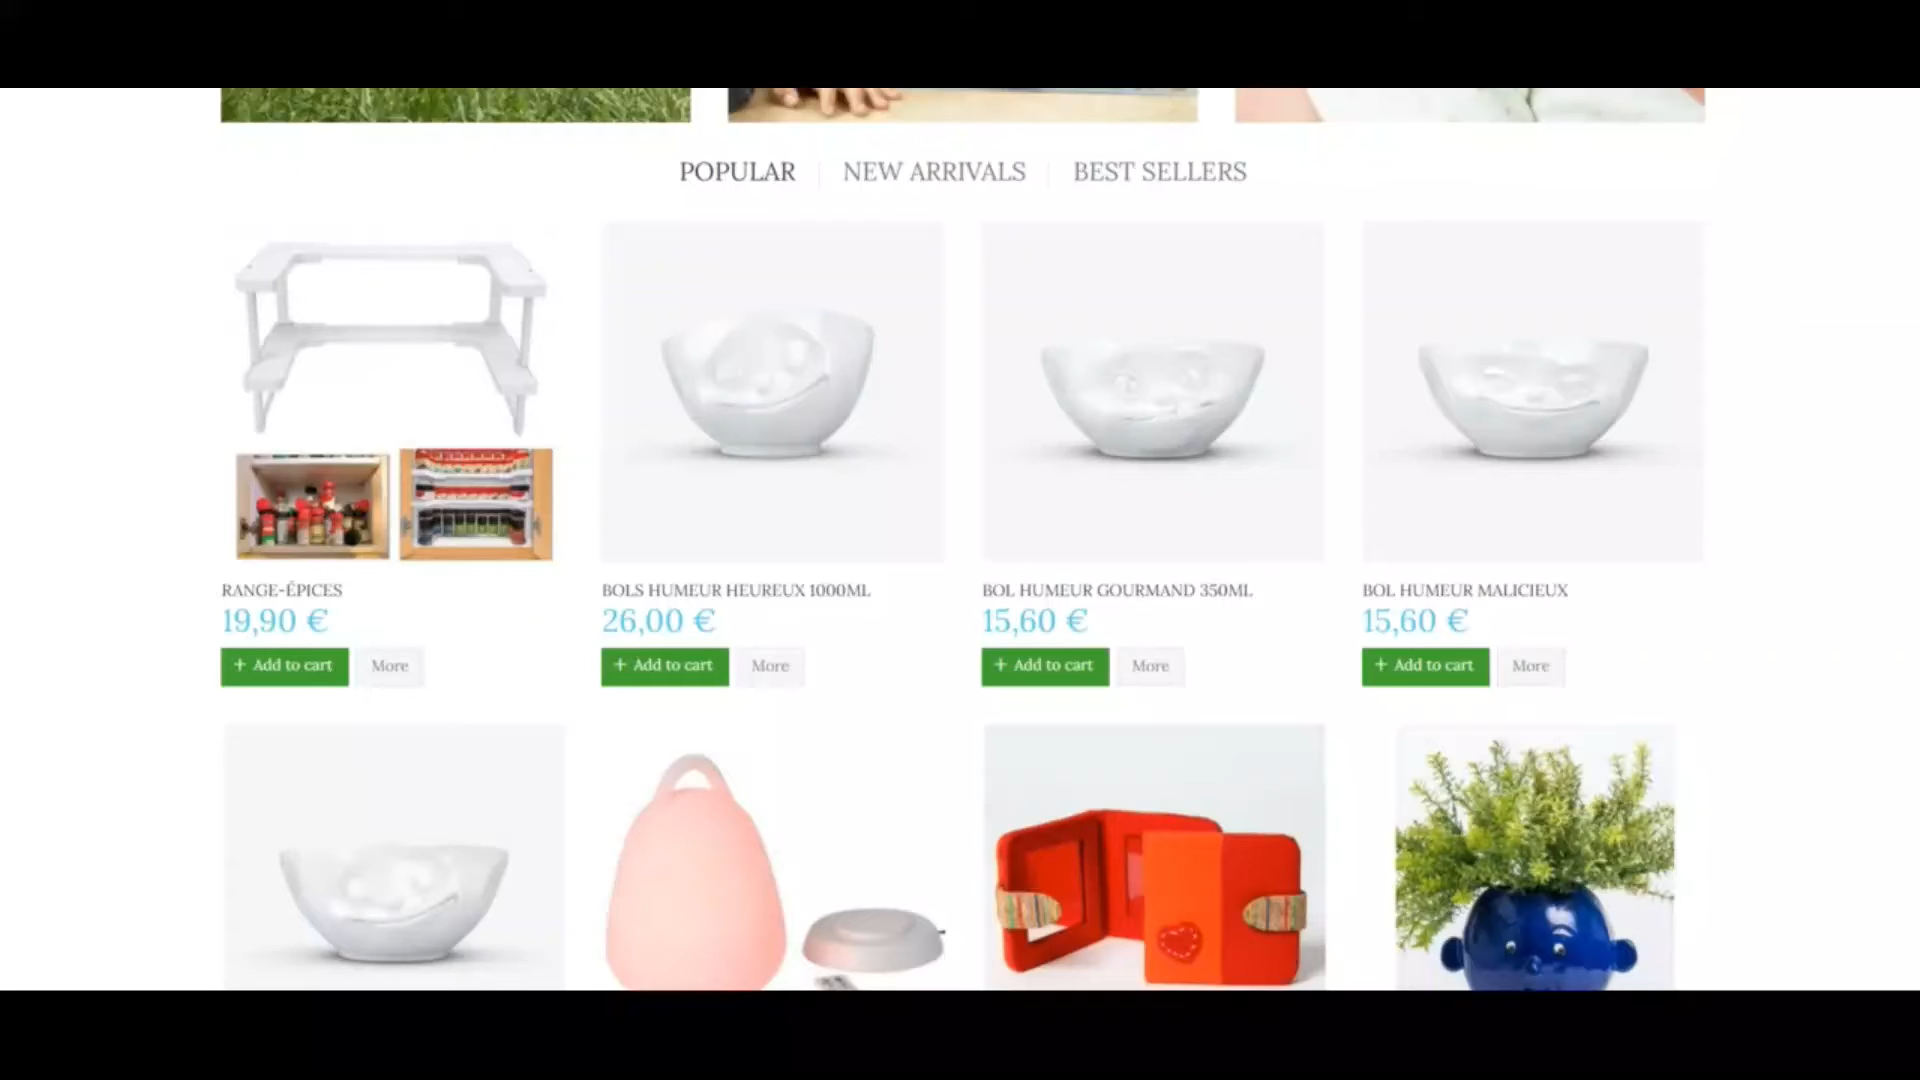 POPULAR NEW ARRIVALS BEST SELLERS
RANGE-ÉPICES
19,90 €
+ Add to cart More
BOLS HUMEUR HEUREUX 1000ML
26,00 €
+ Add to cart More
BOL HUMEUR GOURMAND 350ML
15,60 €
+ Add to cart More
BOL HUMEUR MALICIEUX
15,60 €
+ Add to cart More